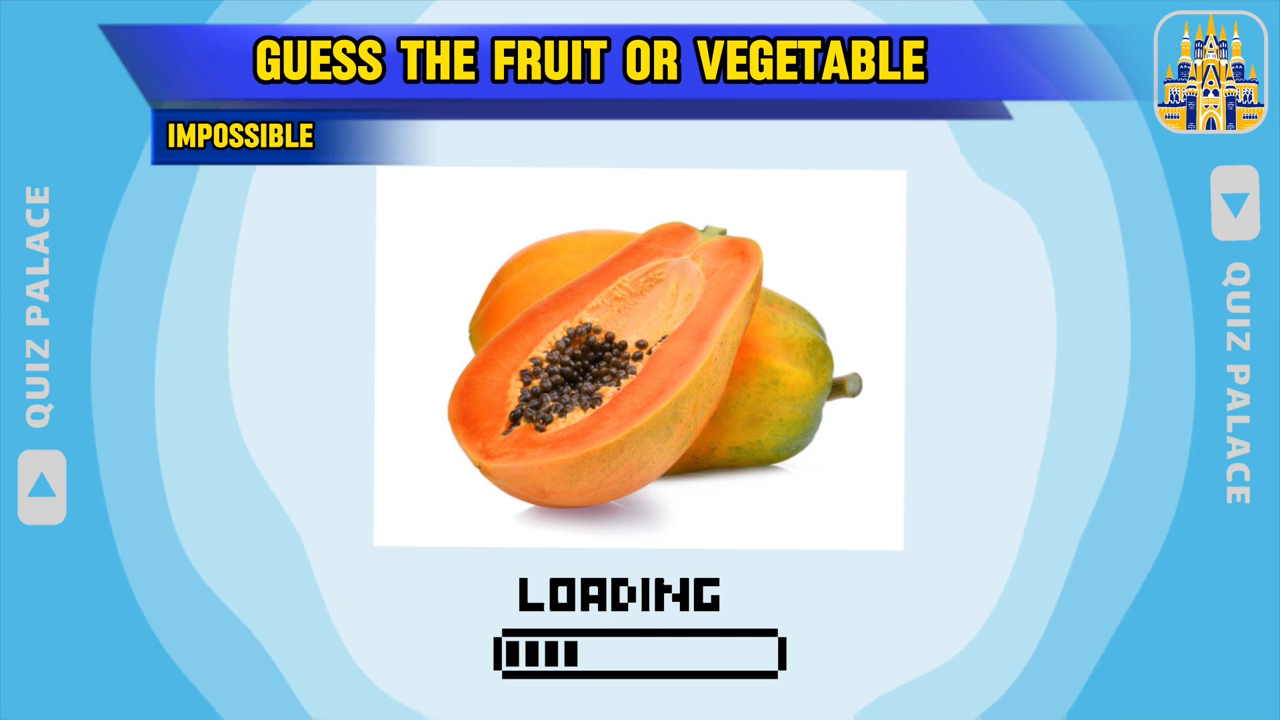 GUESS THE FRUIT OR VEGETABLE
IMPOSSIBLE
QUIZ PALACE
QUIZ PALACE
LOADING